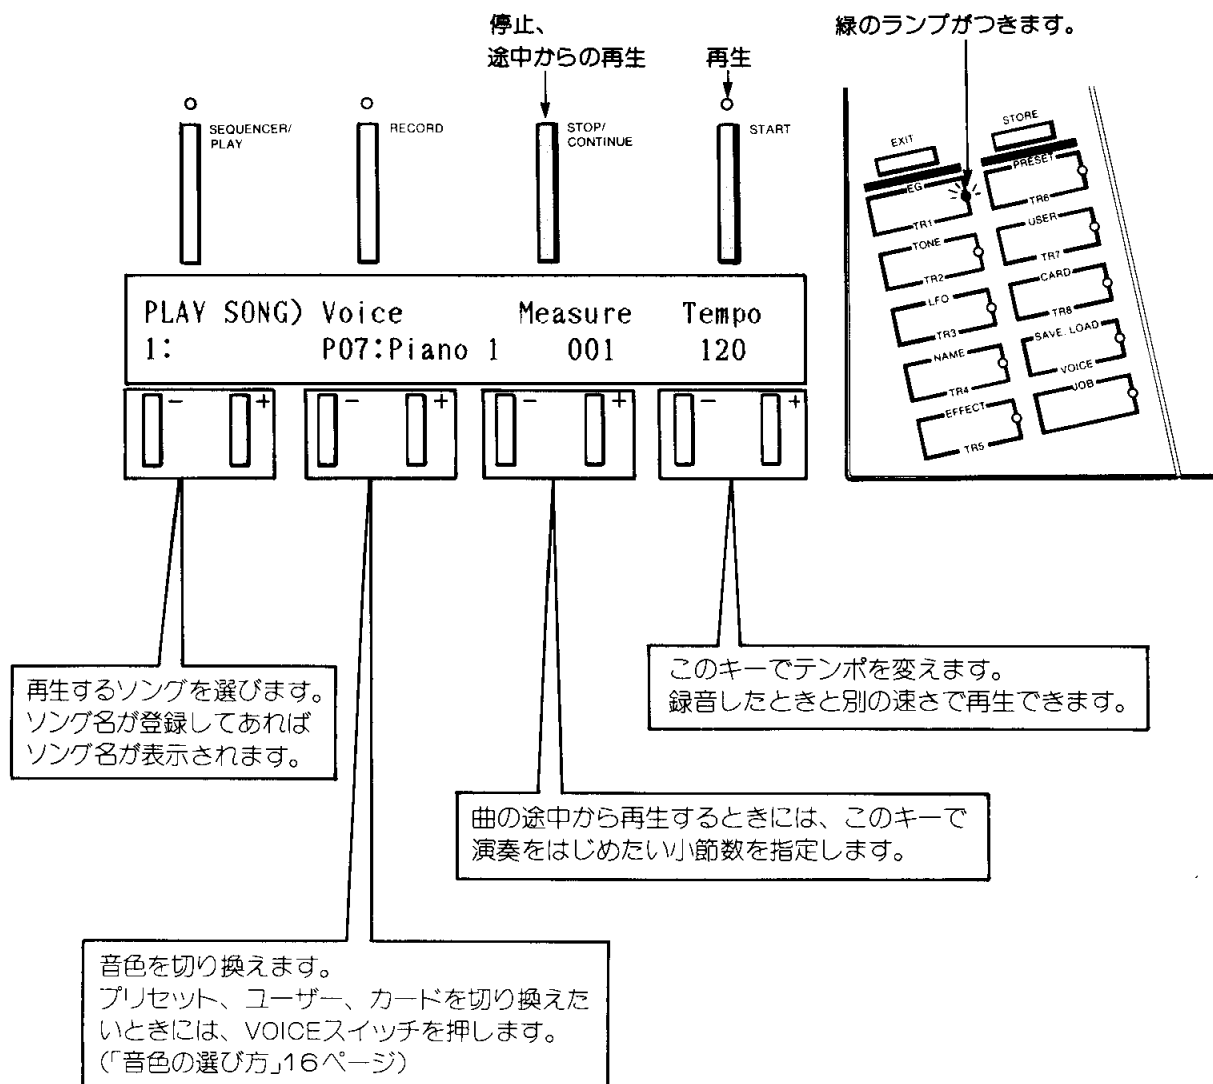 停止、
途中からの再生
再生
緑のランプがつきます。
SEQUENCER/
PLAY
RECORD
STOP/
CONTINUE
START
EXIT
STORE
EG
TR1
PRESET
TR6
TONE
TR2
USER
TR7
LFO
TR3
CARD
TR8
NAME
TR4
SAVE. LOAD
VOICE
EFFECT
TR5
JOB
PLAY SONG) Voice Measure Tempo
1: P07:Piano 1 001 120
- + - + - + - +
再生するソングを選びます。
ソング名が登録してあれば
ソング名が表示されます。
このキーでテンポを変えます。
録音したときと別の速さで再生できます。
曲の途中から再生するときには、このキーで
演奏をはじめたい小節数を指定します。
音色を切り換えます。
プリセット、ユーザー、カードを切り換えた
いときには、VOICEスイッチを押します。
(「音色の選び方」16ページ)